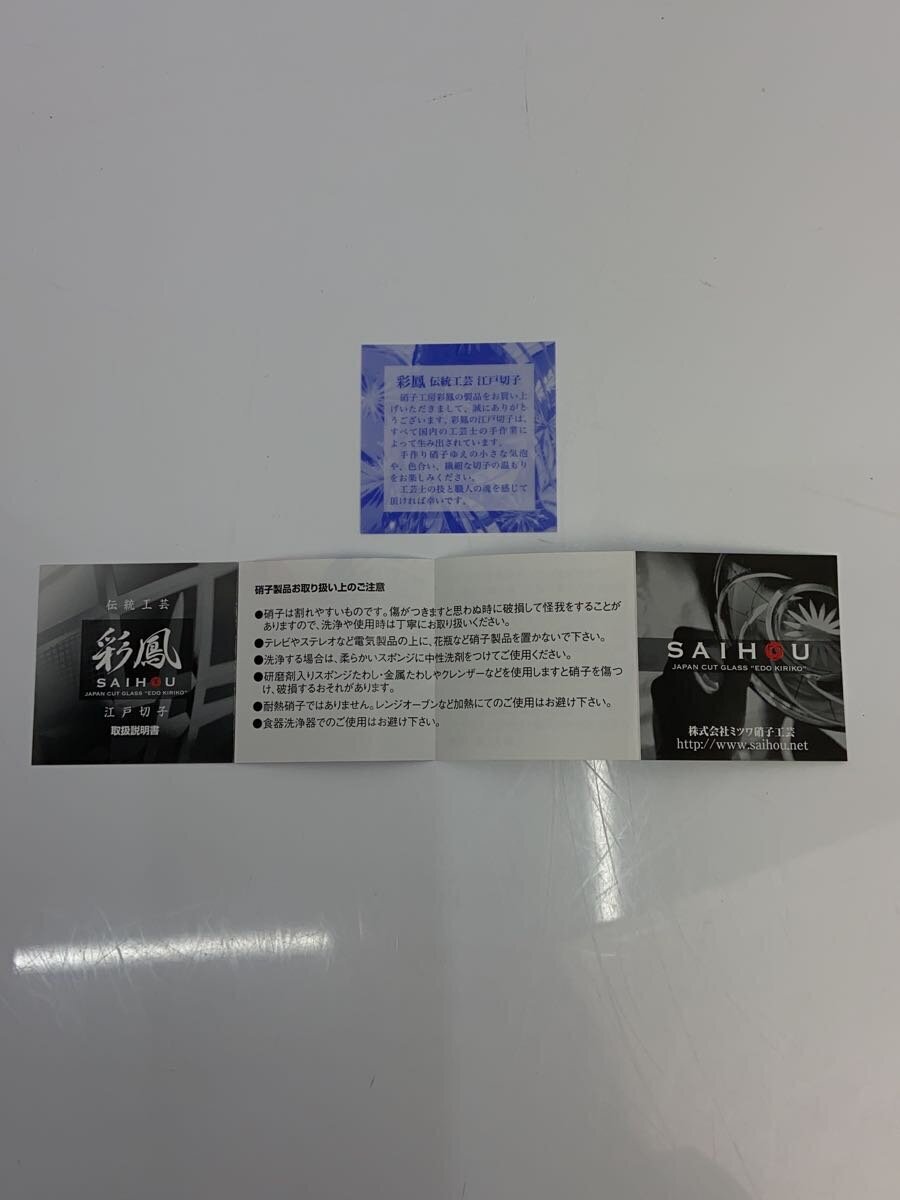 彩鳳 伝統工芸 江戸切子
硝子工房彩鳳の製品をお買い上
げいただきまして、誠にありがと
うございます。彩鳳の江戸切子は、
すべて国内の工芸士の手作業に
よって生み出されています。
手作り硝子ゆえの小さな気泡
や、色合い、繊細な切子の温もり
をお楽しみください。
工芸士の技と職人の魂を感じて
頂ければ幸いです。
伝統工芸
彩鳳
SAIHOU
JAPAN CUT GLASS "EDO KIRIKO"
江戸切子
取扱説明書
硝子製品お取り扱い上のご注意
●硝子は割れやすいものです。傷がつきますと思わぬ時に破損して怪我をすることが
ありますので、洗浄や使用時は丁寧にお取り扱いください。
●テレビやステレオなど電気製品の上に、花瓶など硝子製品を置かないで下さい。
●洗浄する場合は、柔らかいスポンジに中性洗剤をつけてご使用ください。
●研磨剤入りスポンジたわし・金属たわしやクレンザーなどを使用しますと硝子を傷つ
け、破損するおそれがあります。
●耐熱硝子ではありません。レンジオーブンなど加熱にてのご使用はお避け下さい。
●食器洗浄器でのご使用はお避け下さい。
SAIHOU
JAPAN CUT GLASS "EDO KIRIKO"
株式会社ミツワ硝子工芸
http://www.saihou.net